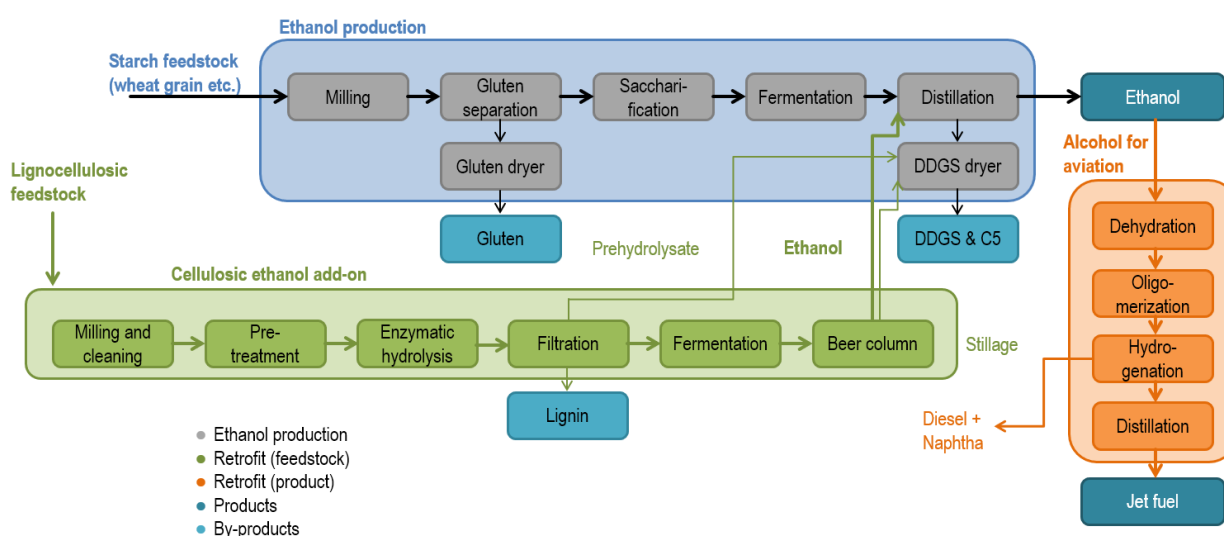 Ethanol production
Starch feedstock
(wheat grain etc.)
Milling
Gluten
separation
Sacchari-
fication
Fermentation
Distillation
Ethanol
Gluten dryer
DDGS dryer
Alcohol for
aviation
Lignocellulosic
feedstock
Gluten
Prehydrolysate
Ethanol
DDGS & C5
Dehydration
Cellulosic ethanol add-on
Oligo-
merization
Milling and
cleaning
Pre-
treatment
Enzymatic
hydrolysis
Filtration
Fermentation
Beer column
Stillage
Hydro-
genation
Lignin
Diesel +
Naphtha
Distillation
Ethanol production
Retrofit (feedstock)
Retrofit (product)
Products
By-products
Jet fuel